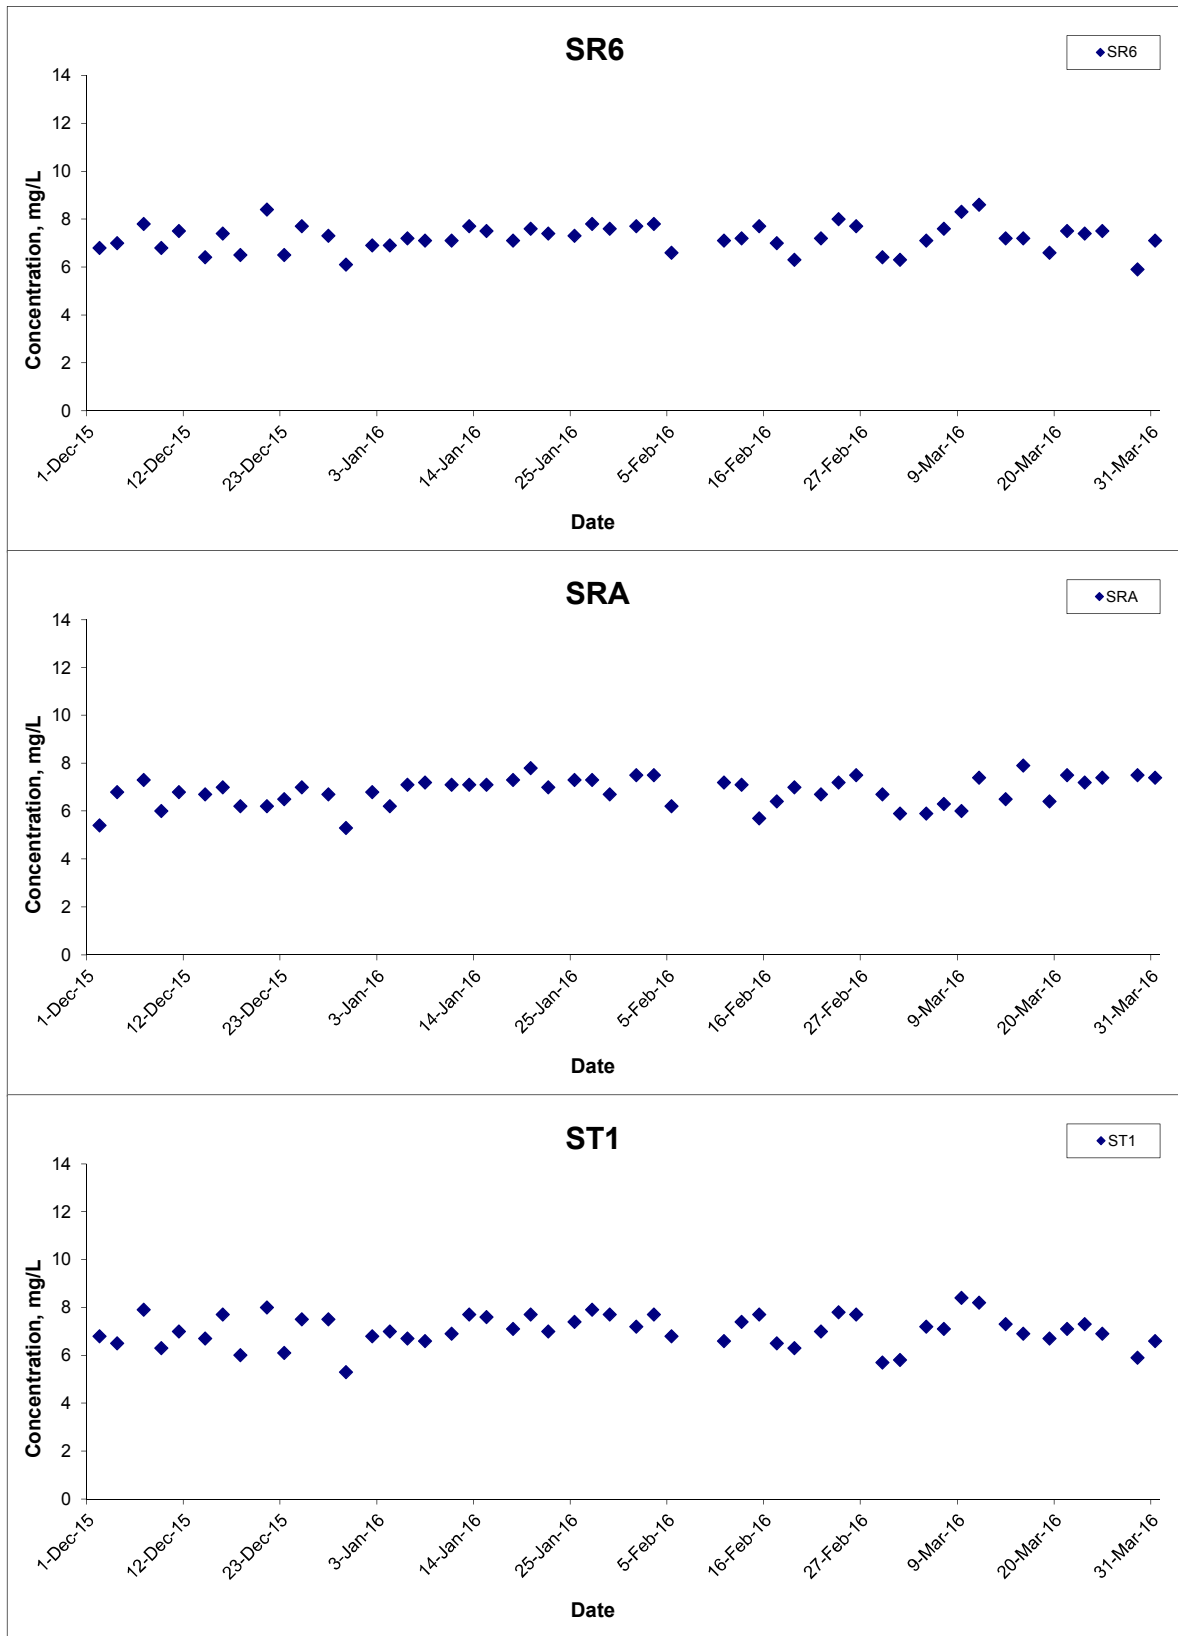 SR6
SR6
14
12
10
8
6
4
2
0
Concentration, mg/L
1-Dec-15
12-Dec-15
23-Dec-15
3-Jan-16
14-Jan-16
25-Jan-16
5-Feb-16
16-Feb-16
27-Feb-16
9-Mar-16
20-Mar-16
31-Mar-16
Date
SRA
SRA
14
12
10
8
6
4
2
0
Concentration, mg/L
1-Dec-15
12-Dec-15
23-Dec-15
3-Jan-16
14-Jan-16
25-Jan-16
5-Feb-16
16-Feb-16
27-Feb-16
9-Mar-16
20-Mar-16
31-Mar-16
Date
ST1
ST1
14
12
10
8
6
4
2
0
Concentration, mg/L
1-Dec-15
12-Dec-15
23-Dec-15
3-Jan-16
14-Jan-16
25-Jan-16
5-Feb-16
16-Feb-16
27-Feb-16
9-Mar-16
20-Mar-16
31-Mar-16
Date